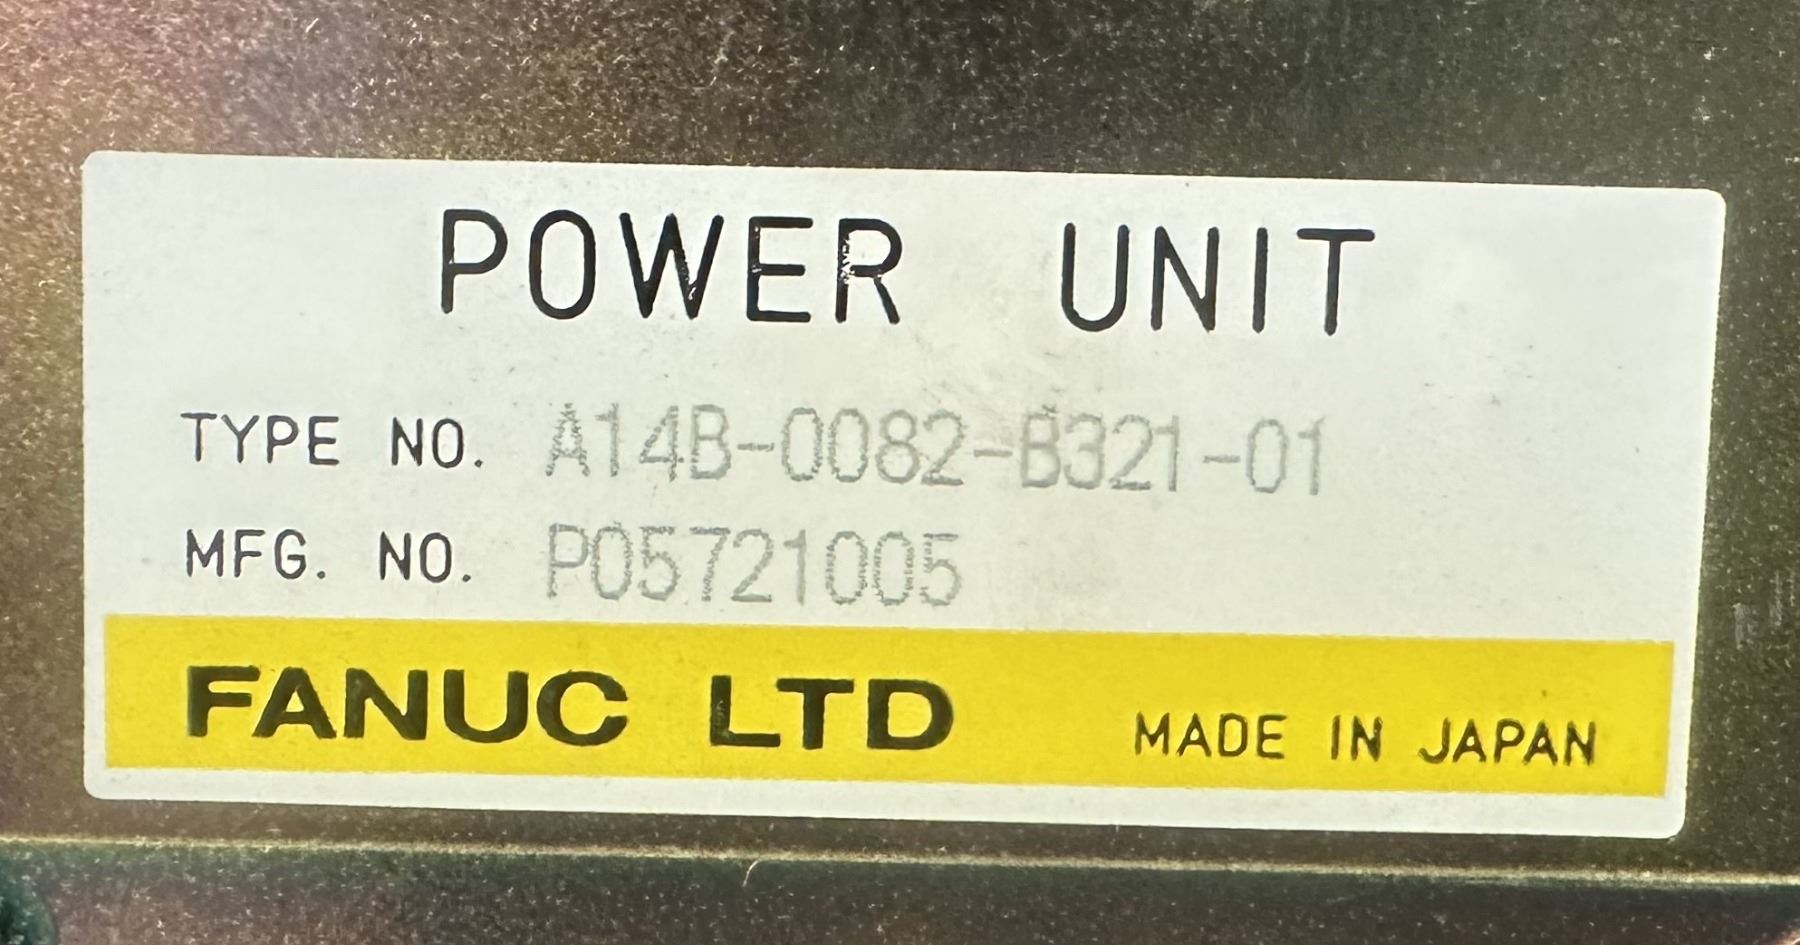 POWER UNIT
TYPE NO. A14B-0082-B321-01
MFG. NO. P05721005
FANUC LTD MADE IN JAPAN